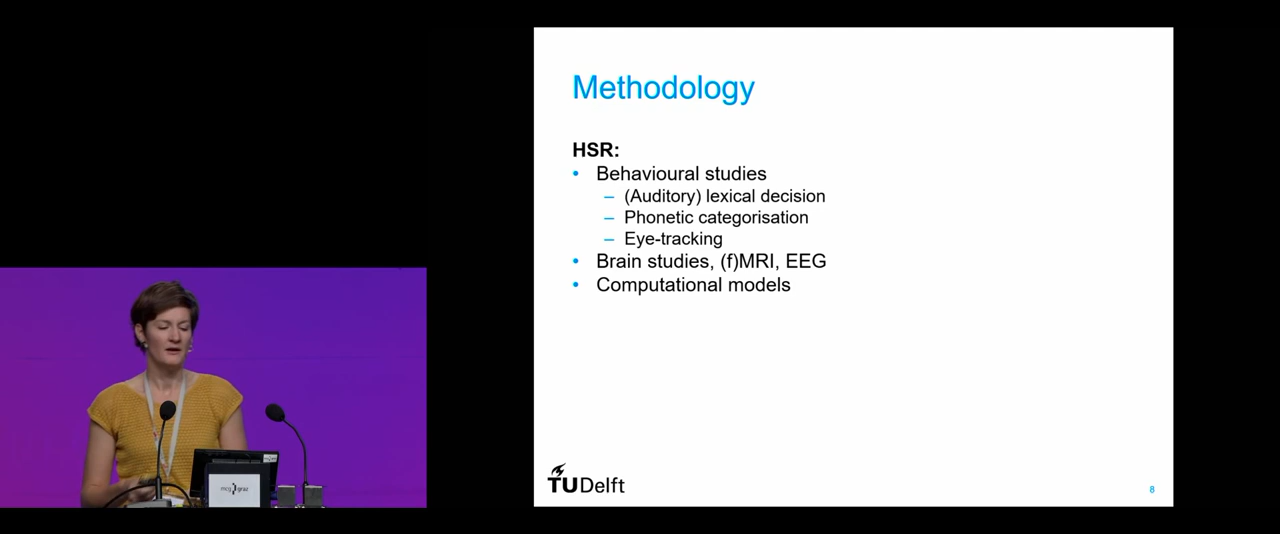 Methodology
HSR:
• Behavioural studies
– (Auditory) lexical decision
– Phonetic categorisation
– Eye-tracking
• Brain studies, (f)MRI, EEG
• Computational models
TUDelft
8
mcg graz